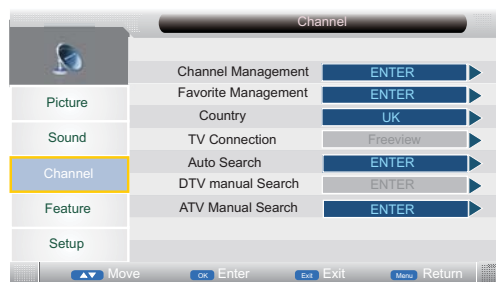 Channel
Channel Management ENTER
Favorite Management ENTER
Country UK
TV Connection Freeview
Auto Search ENTER
DTV manual Search ENTER
ATV Manual Search ENTER
Picture
Sound
Channel
Feature
Setup
▲▼ Move OK Enter Exit Exit Menu Return